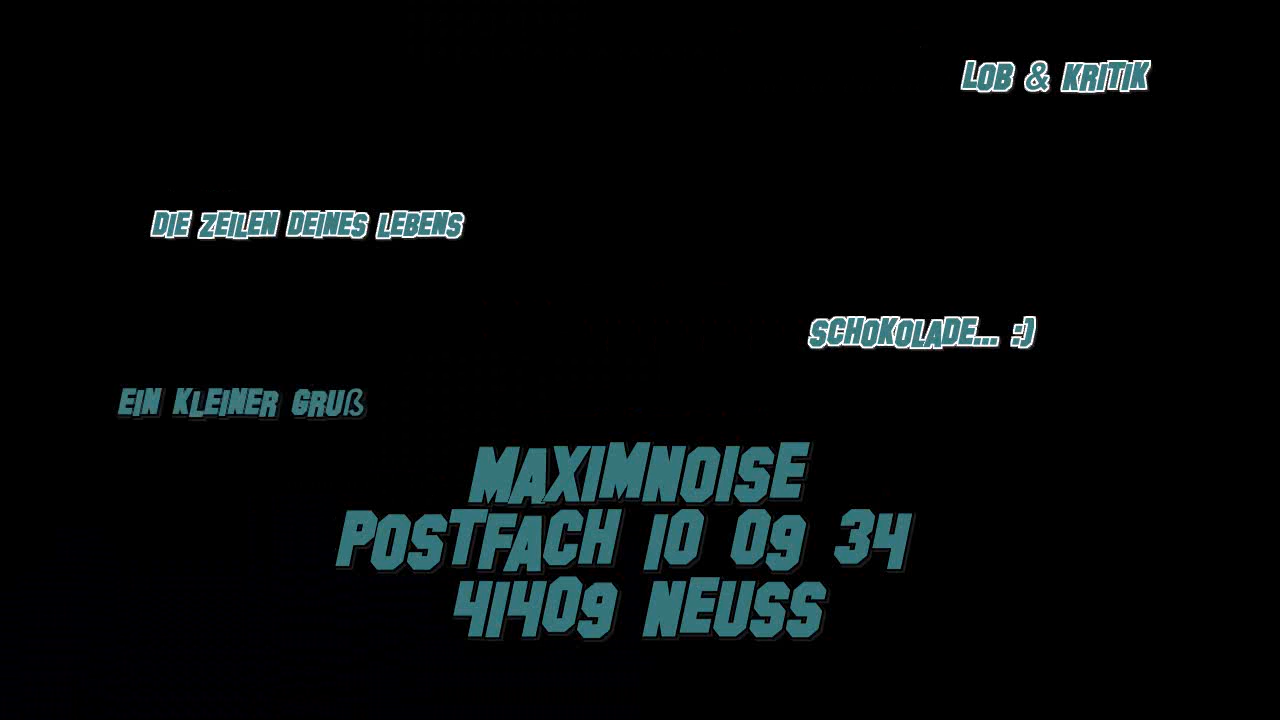 LOB & KRITIK
DIE ZEILEN DEINES LEBENS
SCHOKOLADE... :)
EIN KLEINER GRUß
MAXIMNOISE
POSTFACH 10 09 34
41409 NEUSS